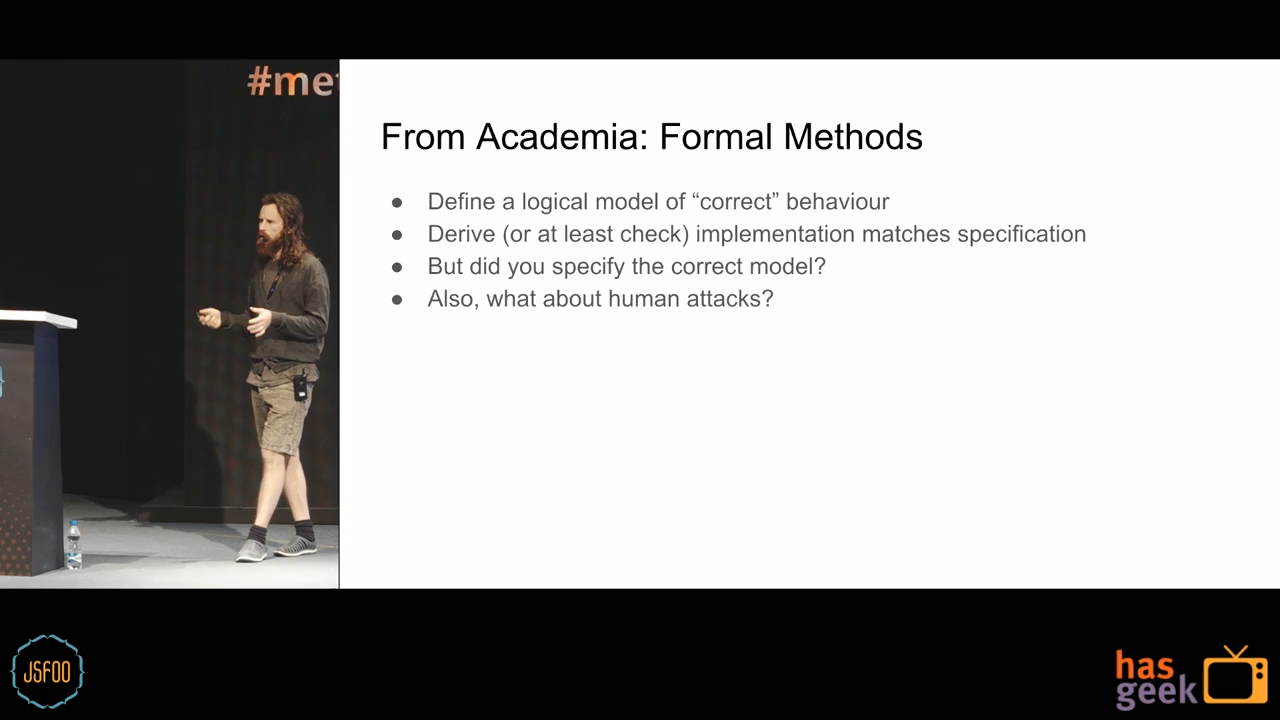 #met
From Academia: Formal Methods
● Define a logical model of “correct” behaviour
● Derive (or at least check) implementation matches specification
● But did you specify the correct model?
● Also, what about human attacks?
JSFOO
has
geek